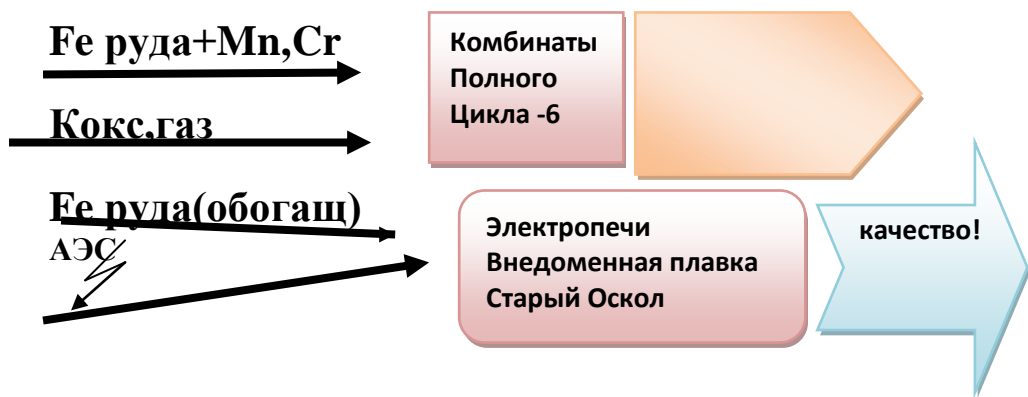 Fe руда+Mn,Cr
Кокс,газ
Fe руда(обогащ)
АЭС
Комбинаты
Полного
Цикла -6
Электропечи
Внедоменная плавка
Старый Оскол
качество!